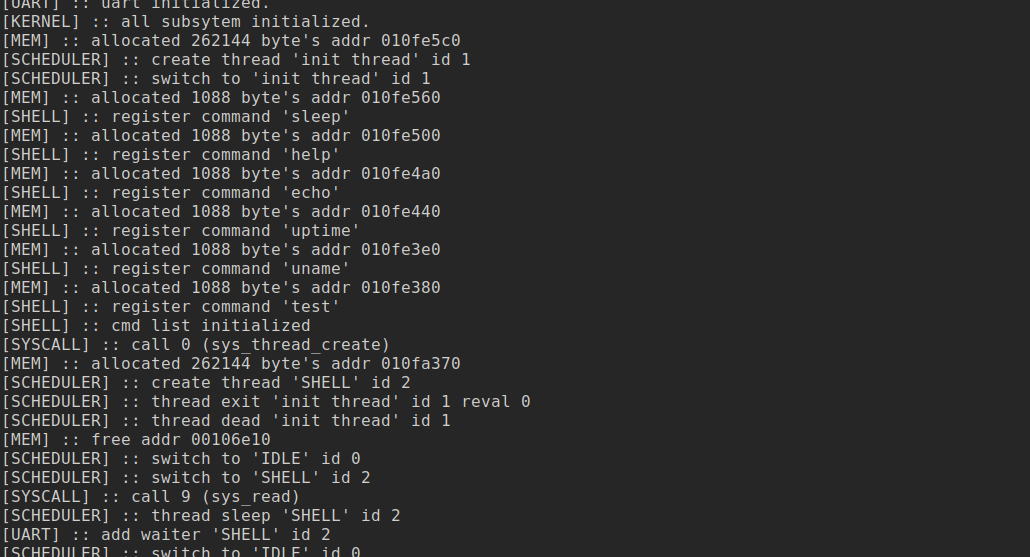 [UART] :: uart initialized.
[KERNEL] :: all subsytem initialized.
[MEM] :: allocated 262144 byte's addr 010fe5c0
[SCHEDULER] :: create thread 'init thread' id 1
[SCHEDULER] :: switch to 'init thread' id 1
[MEM] :: allocated 1088 byte's addr 010fe560
[SHELL] :: register command 'sleep'
[MEM] :: allocated 1088 byte's addr 010fe500
[SHELL] :: register command 'help'
[MEM] :: allocated 1088 byte's addr 010fe4a0
[SHELL] :: register command 'echo'
[MEM] :: allocated 1088 byte's addr 010fe440
[SHELL] :: register command 'uptime'
[MEM] :: allocated 1088 byte's addr 010fe3e0
[SHELL] :: register command 'uname'
[MEM] :: allocated 1088 byte's addr 010fe380
[SHELL] :: register command 'test'
[SHELL] :: cmd list initialized
[SYSCALL] :: call 0 (sys_thread_create)
[MEM] :: allocated 262144 byte's addr 010fa370
[SCHEDULER] :: create thread 'SHELL' id 2
[SCHEDULER] :: thread exit 'init thread' id 1 reval 0
[SCHEDULER] :: thread dead 'init thread' id 1
[MEM] :: free addr 00106e10
[SCHEDULER] :: switch to 'IDLE' id 0
[SCHEDULER] :: switch to 'SHELL' id 2
[SYSCALL] :: call 9 (sys_read)
[SCHEDULER] :: thread sleep 'SHELL' id 2
[UART] :: add waiter 'SHELL' id 2
[SCHEDULER] :: switch to 'IDLE' id 0